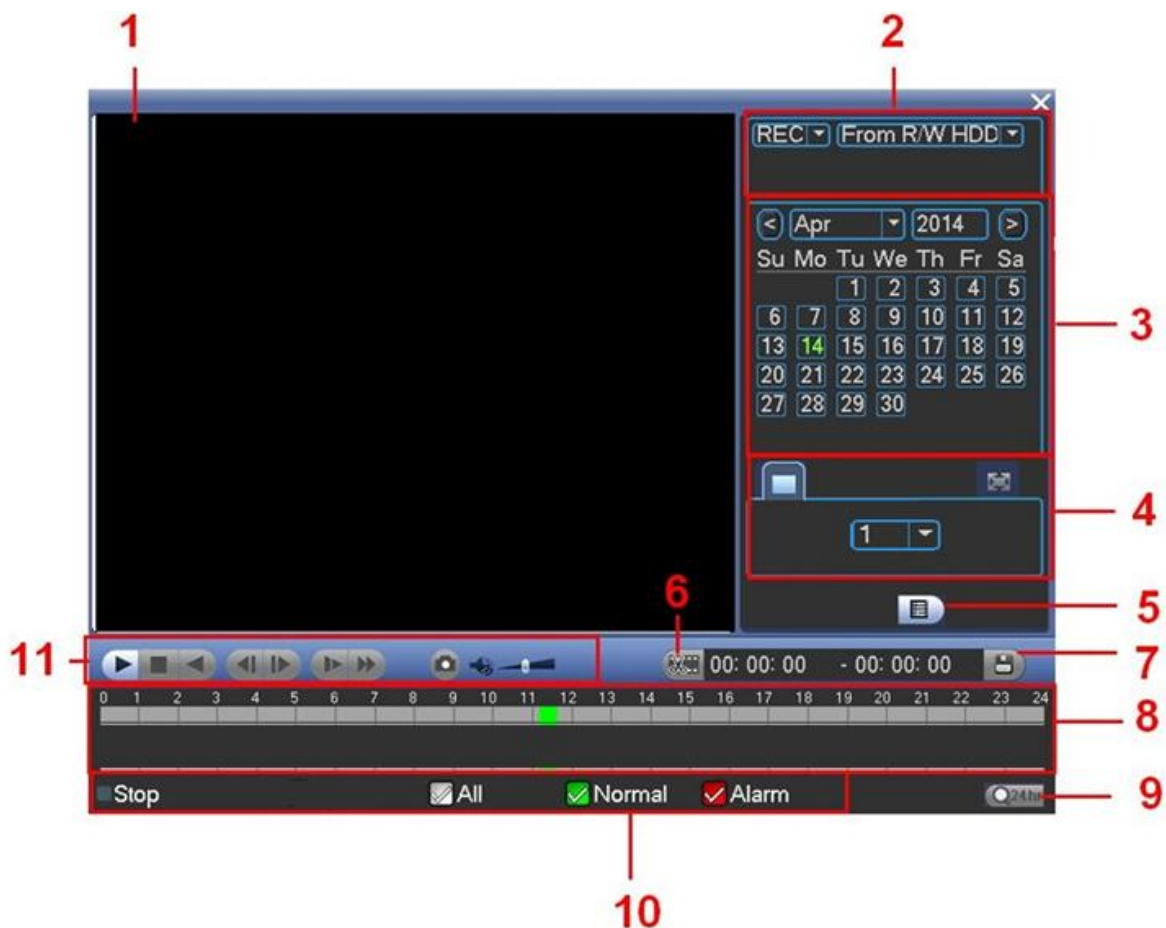 1
2
REC
From R/W HDD
<
Apr
2014
>
Su Mo Tu We Th Fr Sa
1 2 3 4 5
6 7 8 9 10 11 12
13 14 15 16 17 18 19
20 21 22 23 24 25 26
27 28 29 30
3
1
4
5
6
11
00: 00: 00 - 00: 00: 00
7
0 1 2 3 4 5 6 7 8 9 10 11 12 13 14 15 16 17 18 19 20 21 22 23 24
8
Stop
All
Normal
Alarm
24hr
9
10